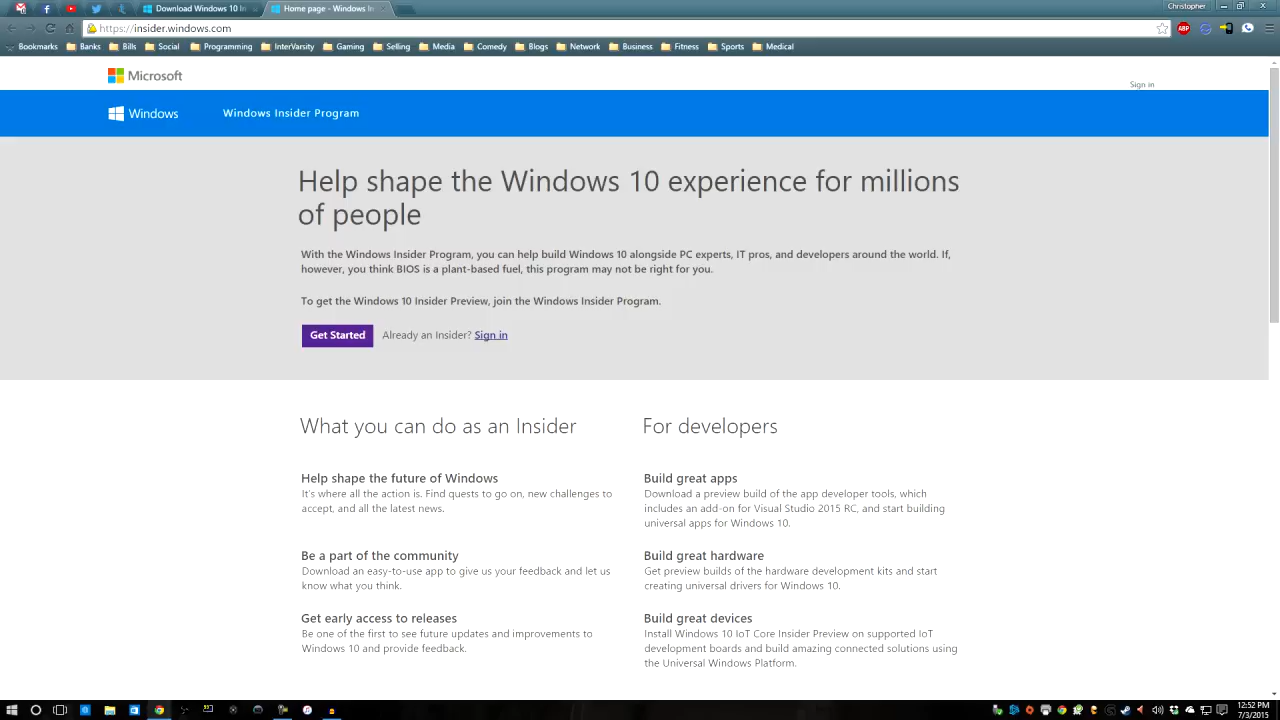 Download Windows 10 In
Home page - Windows In
Christopher
https://insider.windows.com
Bookmarks Banks Bills Social Programming InterVarsity Gaming Selling Media Comedy Blogs Network Business Fitness Sports Medical
Microsoft
Sign in
Windows
Windows Insider Program
Help shape the Windows 10 experience for millions
of people
With the Windows Insider Program, you can help build Windows 10 alongside PC experts, IT pros, and developers around the world. If,
however, you think BIOS is a plant-based fuel, this program may not be right for you.
To get the Windows 10 Insider Preview, join the Windows Insider Program.
Get Started Already an Insider? Sign in
What you can do as an Insider
Help shape the future of Windows
It's where all the action is. Find quests to go on, new challenges to
accept, and all the latest news.
Be a part of the community
Download an easy-to-use app to give us your feedback and let us
know what you think.
Get early access to releases
Be one of the first to see future updates and improvements to
Windows 10 and provide feedback.
For developers
Build great apps
Download a preview build of the app developer tools, which
includes an add-on for Visual Studio 2015 RC, and start building
universal apps for Windows 10.
Build great hardware
Get preview builds of the hardware development kits and start
creating universal drivers for Windows 10.
Build great devices
Install Windows 10 IoT Core Insider Preview on supported IoT
development boards and build amazing connected solutions using
the Universal Windows Platform.
12:52 PM
7/3/2015